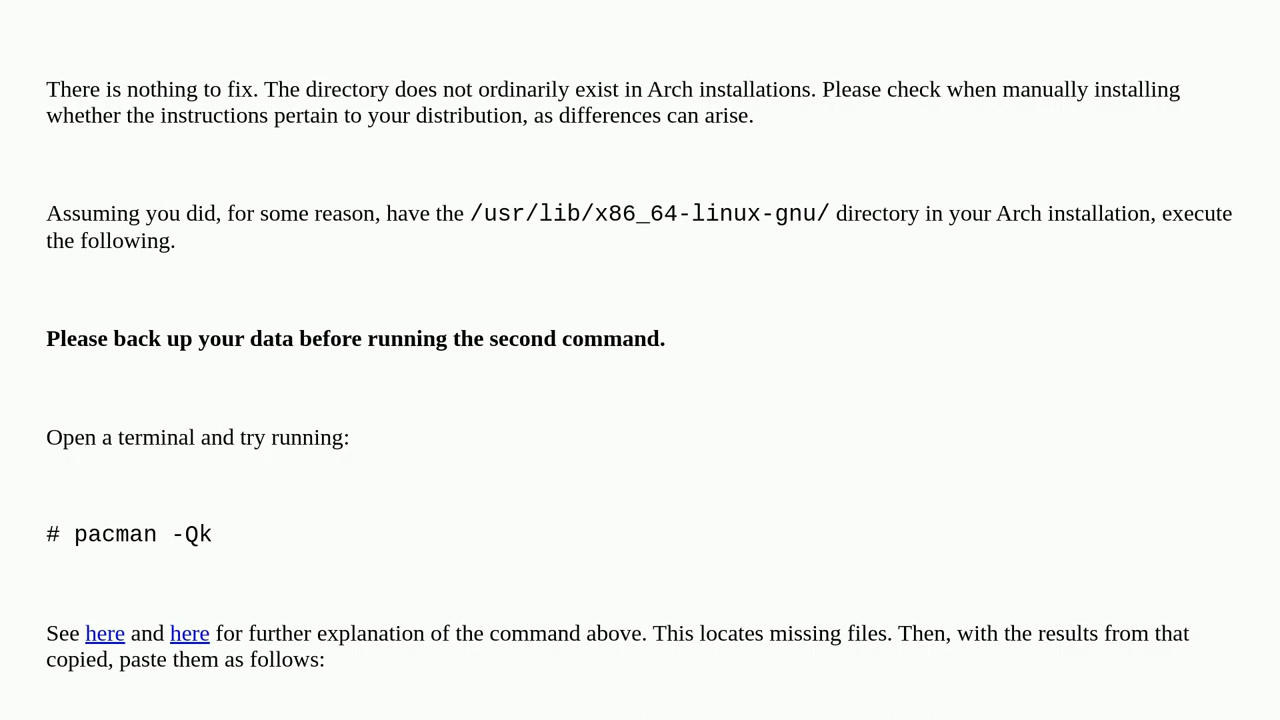 There is nothing to fix. The directory does not ordinarily exist in Arch installations. Please check when manually installing
whether the instructions pertain to your distribution, as differences can arise.
Assuming you did, for some reason, have the /usr/lib/x86_64-linux-gnu/ directory in your Arch installation, execute
the following.
Please back up your data before running the second command.
Open a terminal and try running:
# pacman -Qk
See here and here for further explanation of the command above. This locates missing files. Then, with the results from that
copied, paste them as follows: